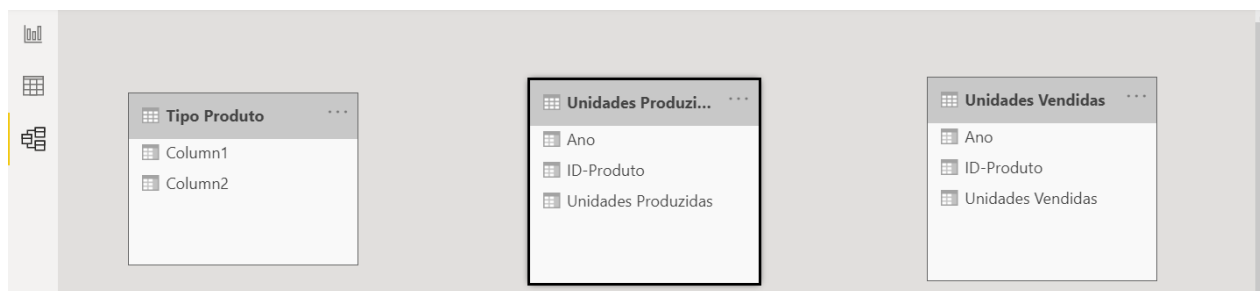 Tipo Produto
Column1
Column2
Unidades Produzi...
Ano
ID-Produto
Unidades Produzidas
Unidades Vendidas
Ano
ID-Produto
Unidades Vendidas